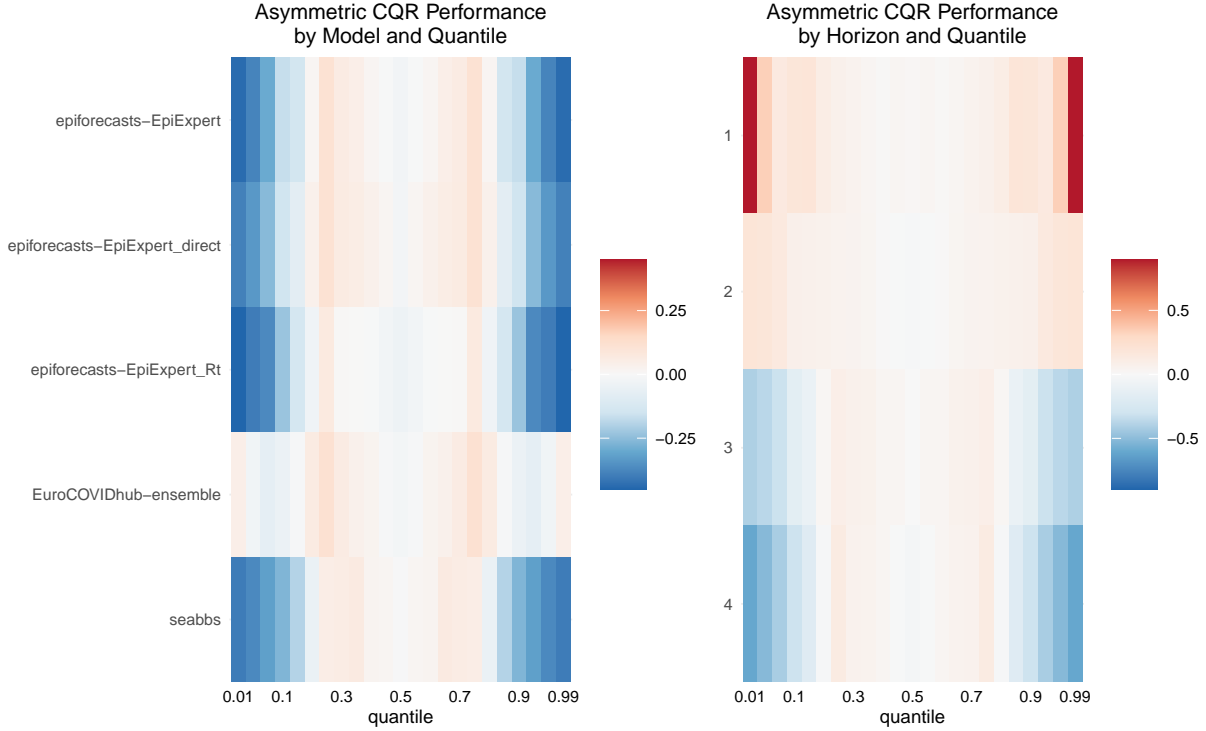 Asymmetric CQR Performance
by Model and Quantile
epiforecasts−EpiExpert
epiforecasts−EpiExpert_direct
epiforecasts−EpiExpert_Rt
EuroCOVIDhub−ensemble
seabbs
0.01 0.1 0.3 0.5 0.7 0.9 0.99
quantile
0.25
0.00
−0.25
Asymmetric CQR Performance
by Horizon and Quantile
1
2
3
4
0.01 0.1 0.3 0.5 0.7 0.9 0.99
quantile
0.5
0.0
−0.5